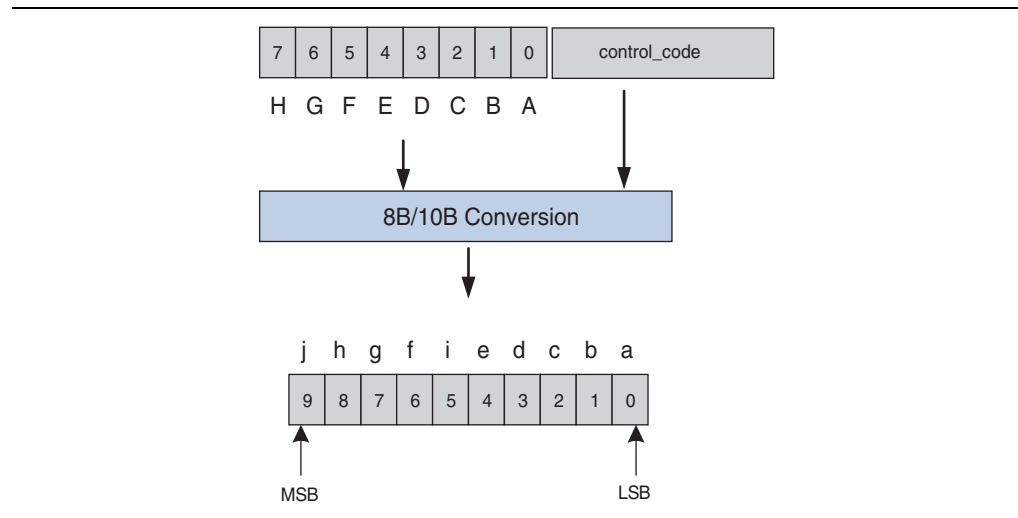 7 6 5 4 3 2 1 0 control_code
H G F E D C B A
8B/10B Conversion
j h g f i e d c b a
9 8 7 6 5 4 3 2 1 0
MSB LSB